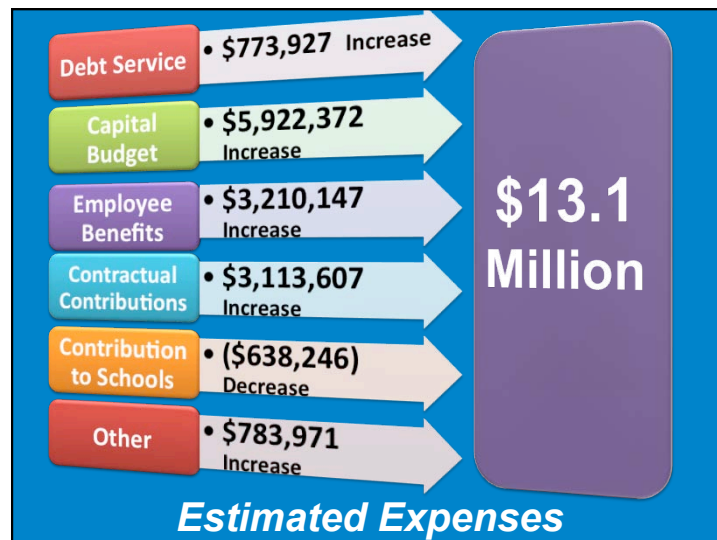 Debt Service
• $773,927 Increase
Capital
Budget
• $5,922,372
Increase
Employee
Benefits
• $3,210,147
Increase
Contractual
Contributions
• $3,113,607
Increase
Contribution
to Schools
• ($638,246)
Decrease
Other
• $783,971
Increase
$13.1
Million
Estimated Expenses